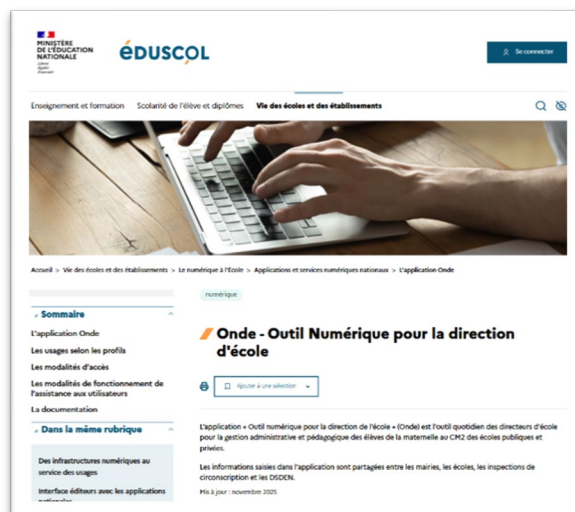 MINISTÈRE
DE L'ÉDUCATION
NATIONALE
Liberté
Égalité
Fraternité
éduscol
Se connecter
Enseignement et formation Scolarité de l'élève et diplômes Vie des écoles et des établissements
Accueil > Vie des écoles et des établissements > Le numérique à l'École > Applications et services numériques nationaux > L'application Onde
numérique
Sommaire
L'application Onde
Les usages selon les profils
Les modalités d'accès
Les modalités de fonctionnement de
l'assistance aux utilisateurs
La documentation
Dans la même rubrique
Des infrastructures numériques au
service des usages
Interface éditeurs avec les applications
nationales
Onde - Outil Numérique pour la direction
d'école
Ajouter à une sélection
L'application « Outil numérique pour la direction de l'école » (Onde) est l'outil quotidien des directeurs d'école
pour la gestion administrative et pédagogique des élèves de la maternelle au CM2 des écoles publiques et
privées.
Les informations saisies dans l'application sont partagées entre les mairies, les écoles, les inspections de
circonscription et les DSDEN.
Mis à jour : novembre 2025